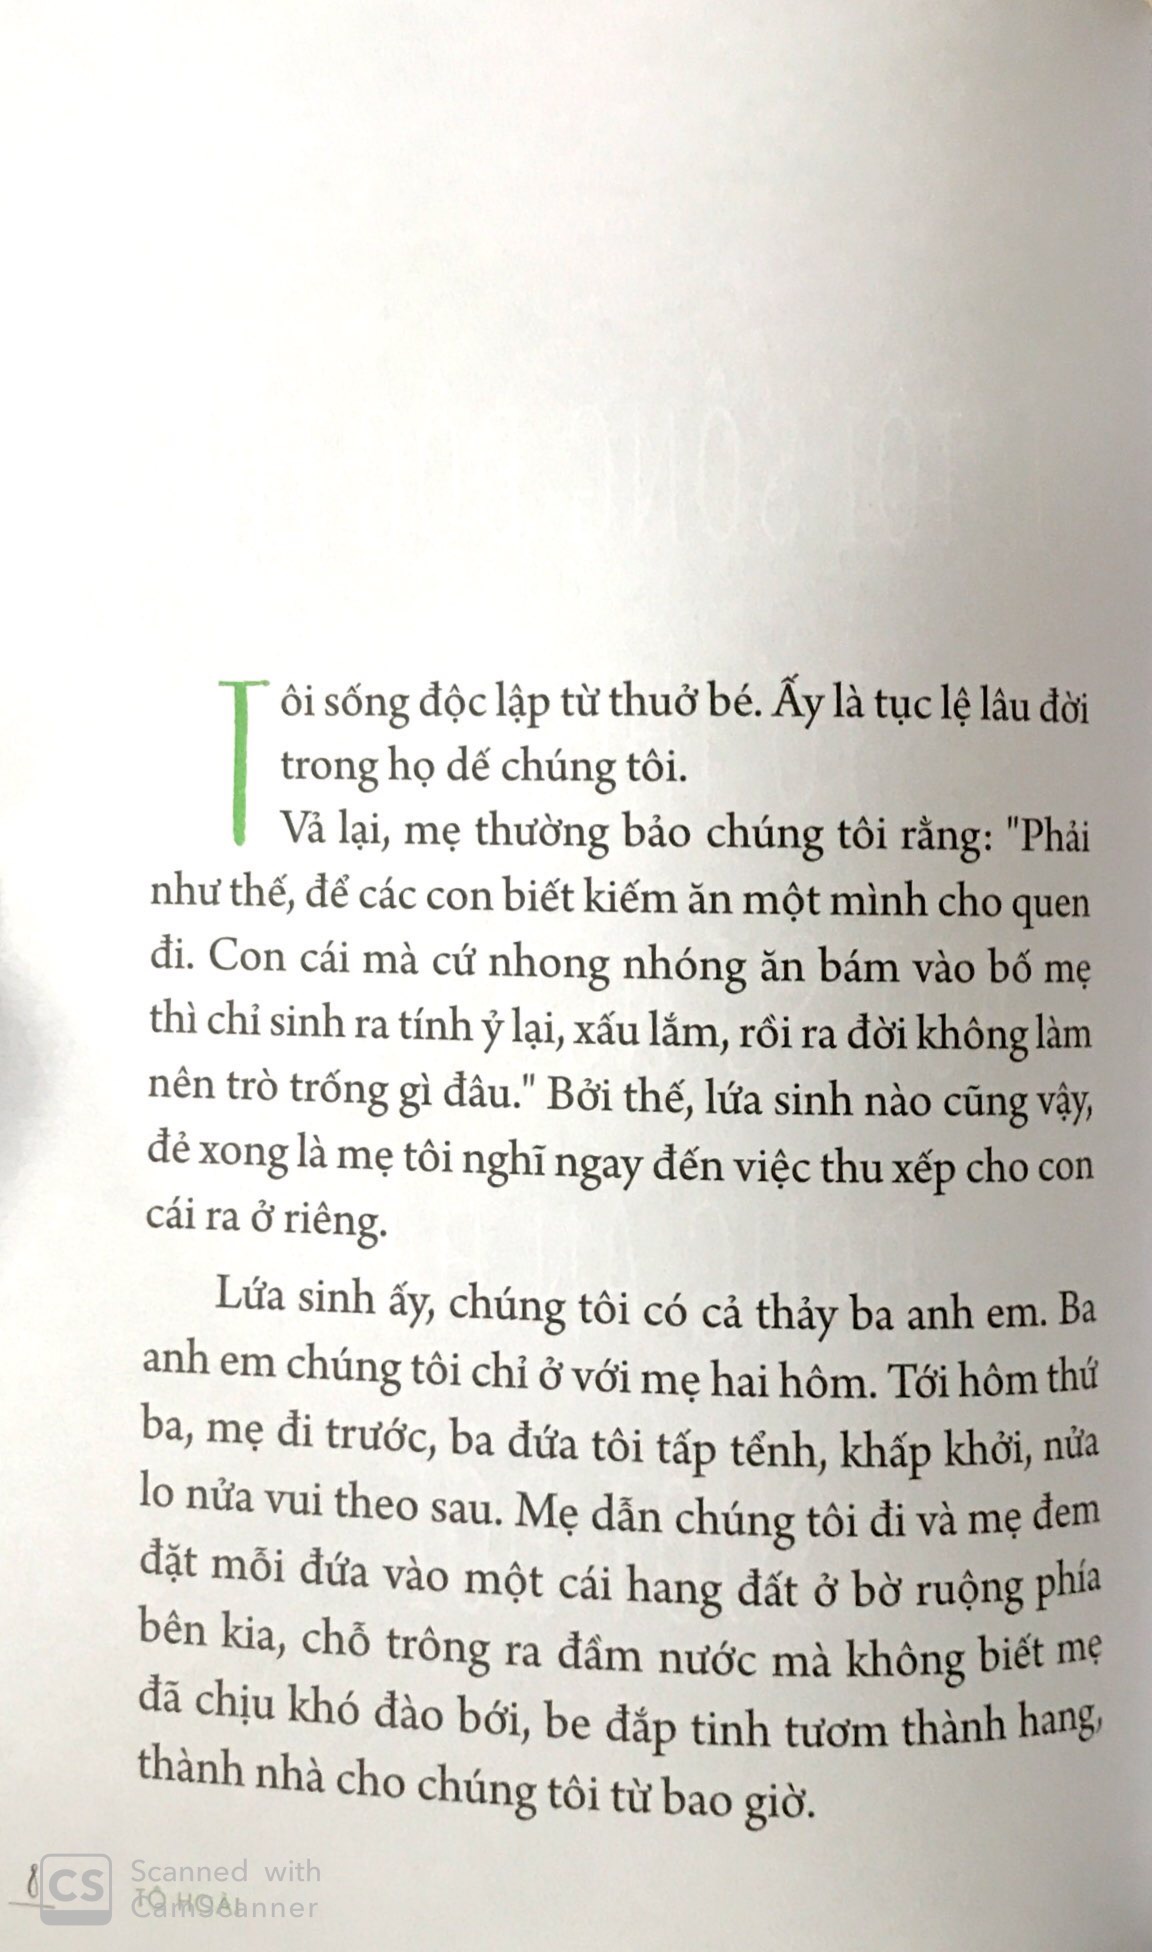 Tôi sống độc lập từ thuở bé. Ấy là tục lệ lâu đời
trong họ dế chúng tôi.
Vả lại, mẹ thường bảo chúng tôi rằng: "Phải
như thế, để các con biết kiếm ăn một mình cho quen
đi. Con cái mà cứ nhong nhóng ăn bám vào bố mẹ
thì chỉ sinh ra tính ỷ lại, xấu lắm, rồi ra đời không làm
nên trò trống gì đâu." Bởi thế, lứa sinh nào cũng vậy,
đẻ xong là mẹ tôi nghĩ ngay đến việc thu xếp cho con
cái ra ở riêng.
Lứa sinh ấy, chúng tôi có cả thảy ba anh em. Ba
anh em chúng tôi chỉ ở với mẹ hai hôm. Tới hôm thứ
ba, mẹ đi trước, ba đứa tôi tấp tểnh, khấp khởi, nửa
lo nửa vui theo sau. Mẹ dẫn chúng tôi đi và mẹ đem
đặt mỗi đứa vào một cái hang đất ở bờ ruộng phía
bên kia, chỗ trông ra đầm nước mà không biết mẹ
đã chịu khó đào bới, be đắp tinh tươm thành hang,
thành nhà cho chúng tôi từ bao giờ.
8
TÔ HOÀI
CS Scanned with
CamScanner